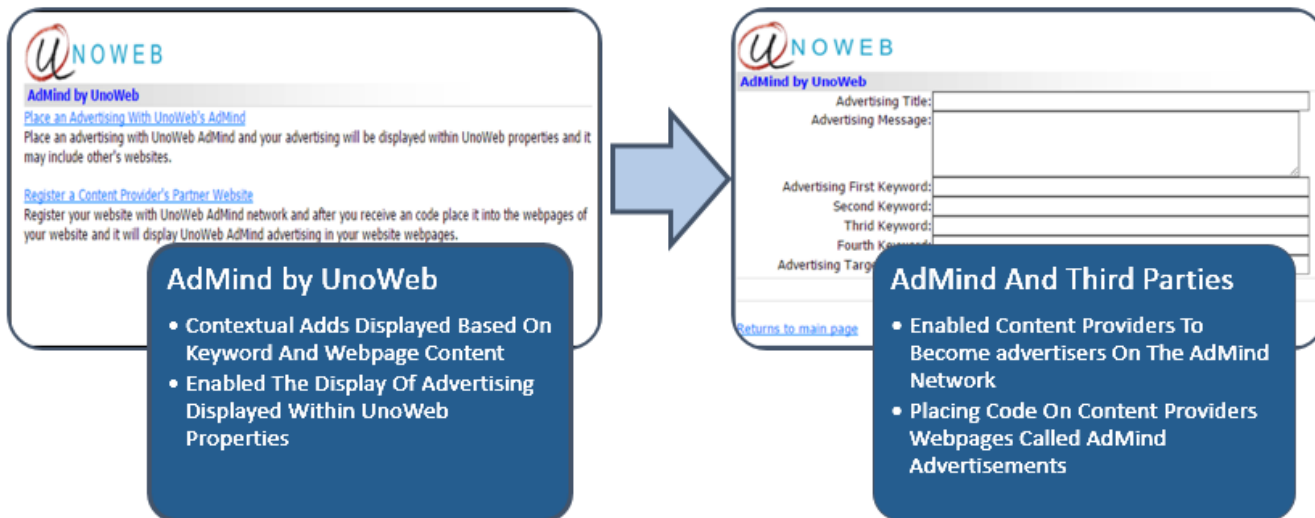 UNOWEB
AdMind by UnoWeb
Place an Advertising With UnoWeb's AdMind
Place an advertising with UnoWeb AdMind and your advertising will be displayed within UnoWeb properties and it
may include other's websites.
Register a Content Provider's Partner Website
Register your website with UnoWeb AdMind network and after you receive an code place it into the webpages of
your website and it will display UnoWeb AdMind advertising in your website webpages.
AdMind by UnoWeb
• Contextual Adds Displayed Based On
Keyword And Webpage Content
• Enabled The Display Of Advertising
Displayed Within UnoWeb
Properties
UNOWEB
AdMind by UnoWeb
Advertising Title:
Advertising Message:
Advertising First Keyword:
Second Keyword:
Thrid Keyword:
Fourth
Advertising
Returns to main page
AdMind And Third Parties
• Enabled Content Providers To
Become advertisers On The AdMind
Network
• Placing Code On Content Providers
Webpages Called AdMind
Advertisements